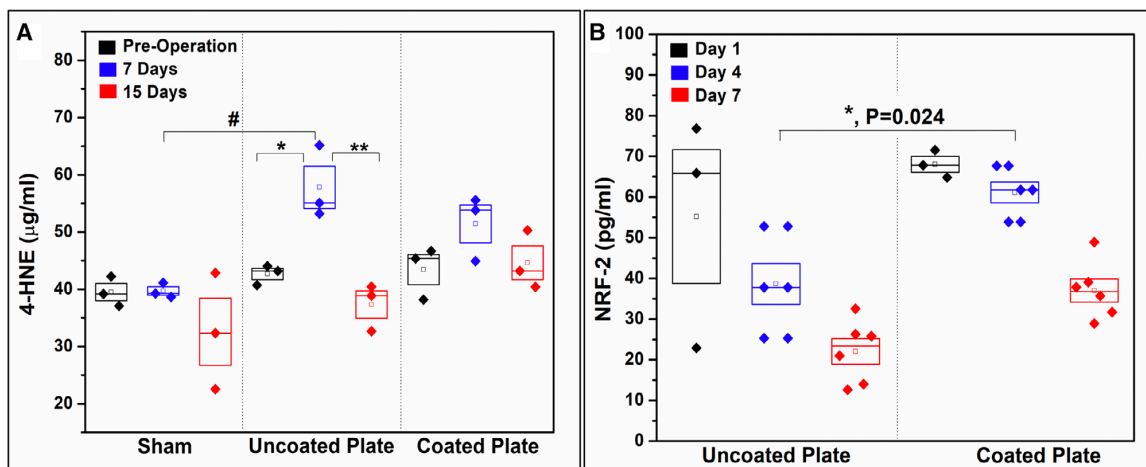 A
Pre-Operation
7 Days
15 Days
#
*
**
4-HNE (µg/ml)
80
70
60
50
40
30
20
Sham
Uncoated Plate
Coated Plate
B
Day 1
Day 4
Day 7
*, P=0.024
NRF-2 (pg/ml)
100
90
80
70
60
50
40
30
20
10
0
Uncoated Plate
Coated Plate